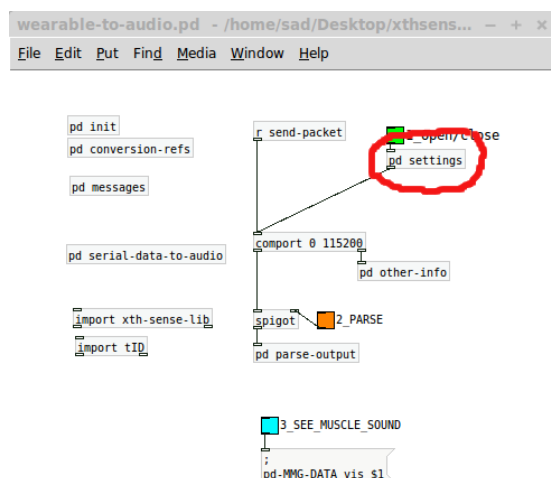 wearable-to-audio.pd - /home/sad/Desktop/xthsens... – + ×
File Edit Put Find Media Window Help
pd init
pd conversion-refs
pd messages
r send-packet
1_open/close
pd settings
pd serial-data-to-audio
comport 0 115200
pd other-info
import xth-sense-lib
import tID
spigot
2_PARSE
pd parse-output
3_SEE_MUSCLE_SOUND
;
pd-MMG-DATA vis $1